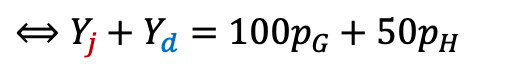 ⇔ Y_j + Y_d = 100p_G + 50p_H